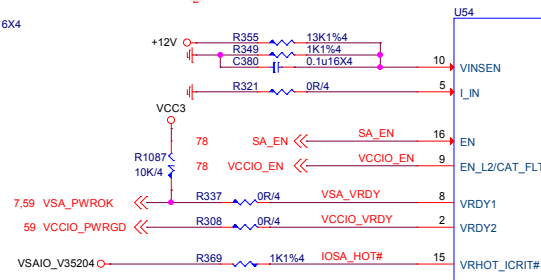 U54
6X4
R355 13K1%4
+12V
R349 1K1%4
C380 0.1u16X4
10 VINSEN
R321 0R/4
5 I_IN
VCC3
78 SA_EN SA_EN 16 EN
R1087
10K/4
78 VCCIO_EN VCCIO_EN 9 EN_L2/CAT_FLT
7,59 VSA_PWROK R337 0R/4 VSA_VRDY 8 VRDY1
59 VCCIO_PWRGD R308 0R/4 VCCIO_VRDY 2 VRDY2
VSAIO_V35204 R369 1K1%4 IOSA_HOT# 15 VRHOT_ICRIT#